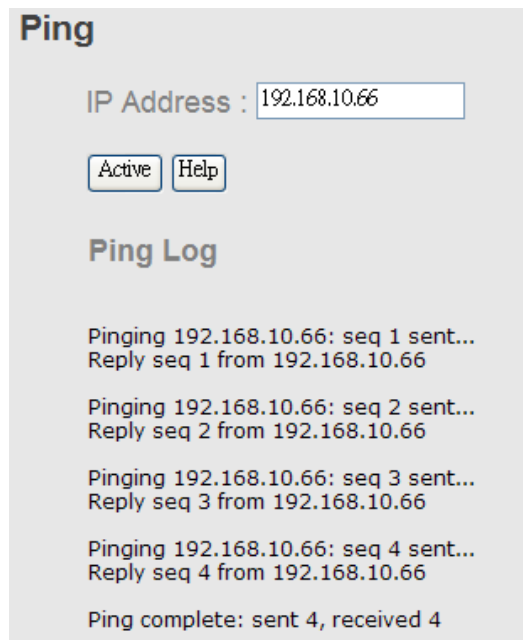 Ping
IP Address : 192.168.10.66
Active Help
Ping Log
Pinging 192.168.10.66: seq 1 sent...
Reply seq 1 from 192.168.10.66
Pinging 192.168.10.66: seq 2 sent...
Reply seq 2 from 192.168.10.66
Pinging 192.168.10.66: seq 3 sent...
Reply seq 3 from 192.168.10.66
Pinging 192.168.10.66: seq 4 sent...
Reply seq 4 from 192.168.10.66
Ping complete: sent 4, received 4